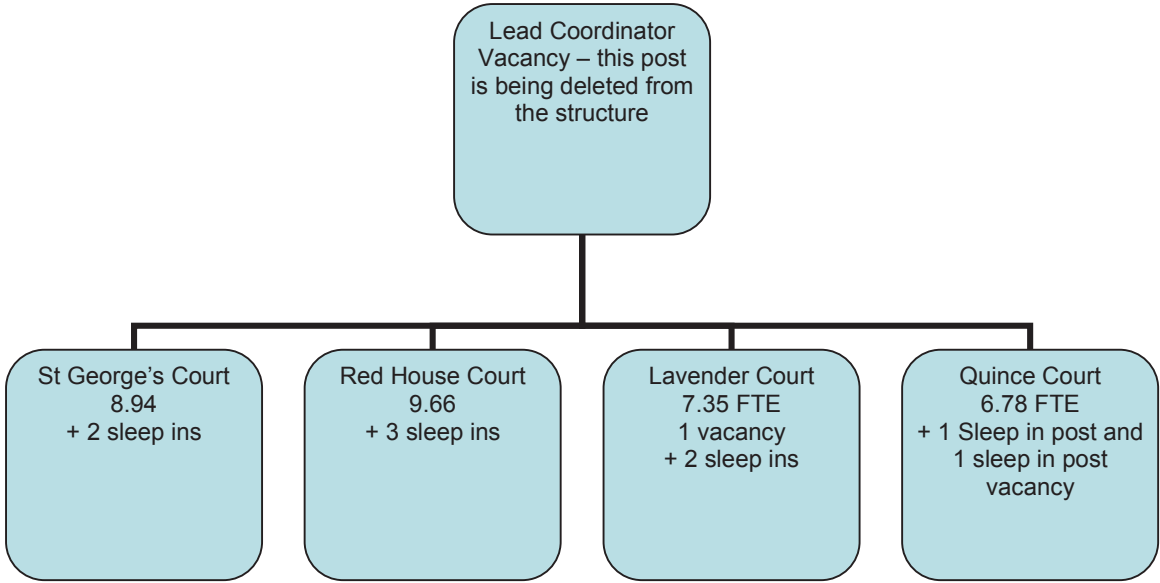 Lead Coordinator
Vacancy – this post
is being deleted from
the structure
St George’s Court
8.94
+ 2 sleep ins
Red House Court
9.66
+ 3 sleep ins
Lavender Court
7.35 FTE
1 vacancy
+ 2 sleep ins
Quince Court
6.78 FTE
+ 1 Sleep in post and
1 sleep in post
vacancy